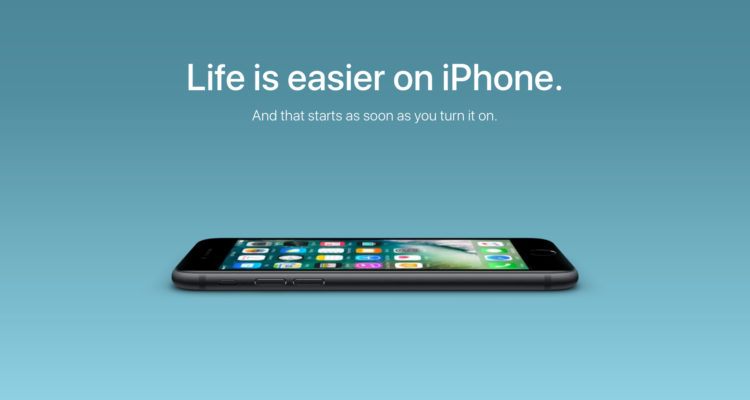 Life is easier on iPhone.
And that starts as soon as you turn it on.